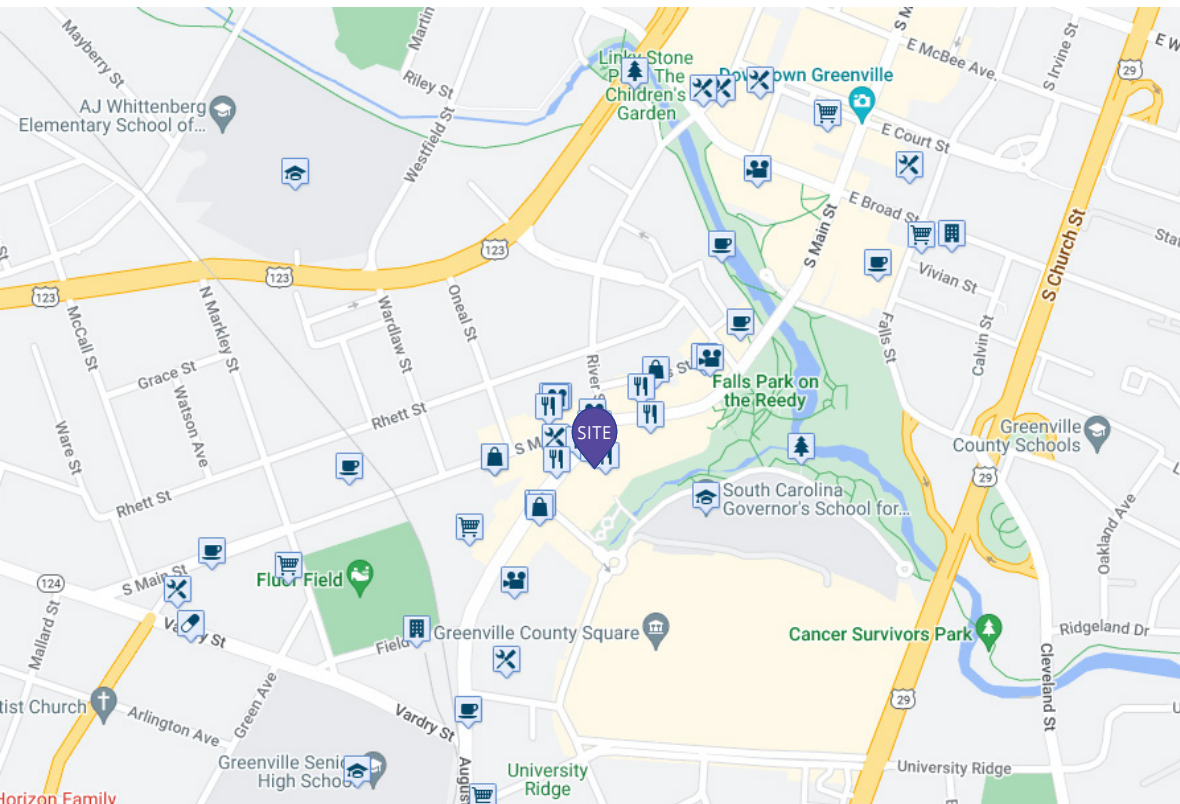 Mayberry St
Martin
Riley St
Westfield St
AJ Whittenberg
Elementary School of…
Linky Stone
P The
Children's
Garden
Downtown Greenville
S M
E McBee Ave.
S Irvine St
29
E W
E Court St
E Broad St
S Main St
Vivian St
S Church St
Stat
123
123
123
St
N Markley St
McCall St
Wardlaw St
Oneal St
Grace St
Watson Ave
Ware St
Rhett St
Rhett St
River S
s St
Falls St
Calvin St
Falls Park on
the Reedy
SITE
S M
Greenville
County Schools
29
South Carolina
Governor's School for…
Oakland Ave
L
124
S Main St
Fluor Field
Vardry St
Mallard St
Field
Greenville County Square
Cancer Survivors Park
Ridgeland Dr
Cleveland St
29
tist Church
Arlington Ave
Green Ave
Vardry St
Greenville Senio
High School
Augus
University
Ridge
University Ridge
E
U
Horizon Family